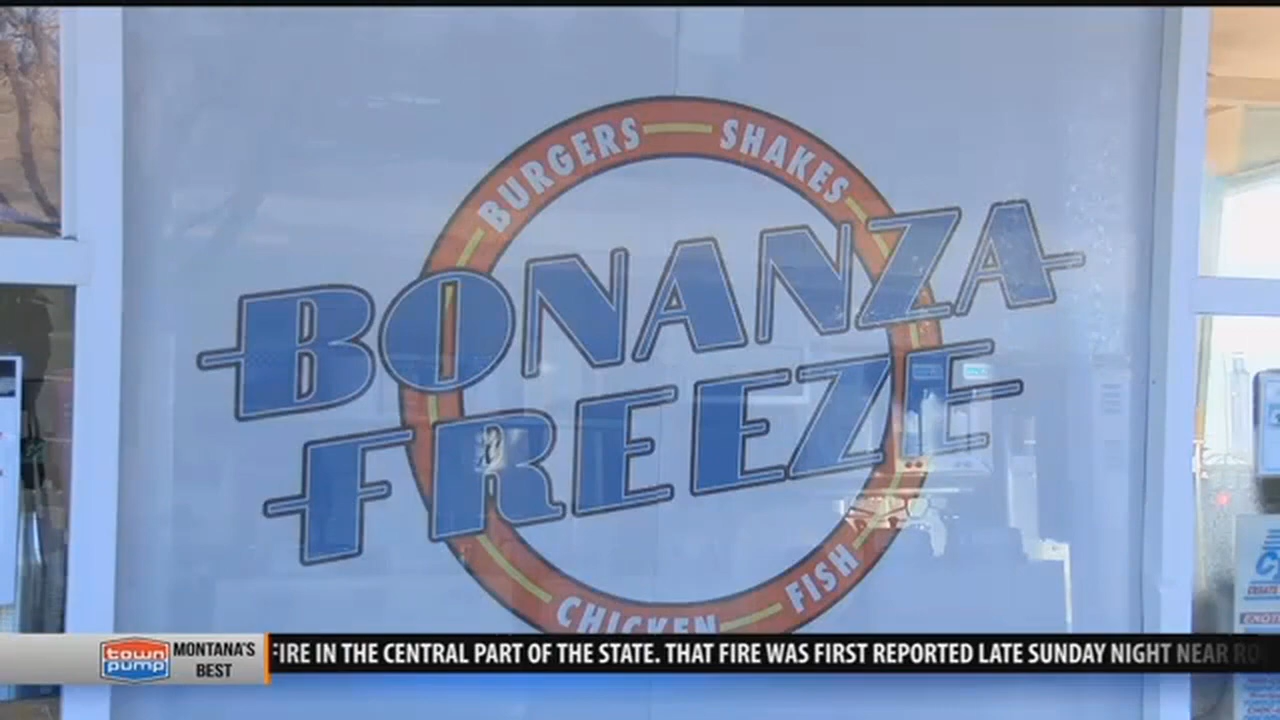 BURGERS SHAKES
BONANZA
FREEZE
CHICKEN FISH
town
pump
MONTANA'S
BEST
FIRE IN THE CENTRAL PART OF THE STATE. THAT FIRE WAS FIRST REPORTED LATE SUNDAY NIGHT NEAR